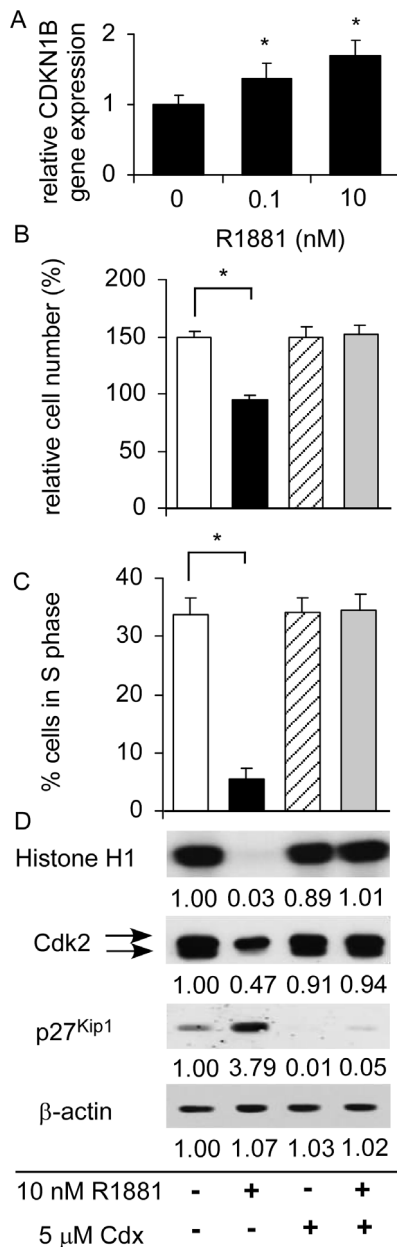 A
relative CDKN1B
gene expression
2
1
0
*
*
0 0.1 10
R1881 (nM)
B
relative cell number (%)
200
150
100
50
0
*
C
% cells in S phase
40
30
20
10
0
*
D
Histone H1
1.00 0.03 0.89 1.01
Cdk2
1.00 0.47 0.91 0.94
p27Kip1
1.00 3.79 0.01 0.05
β-actin
1.00 1.07 1.03 1.02
10 nM R1881 - + - +
5 µM Cdx - - + +